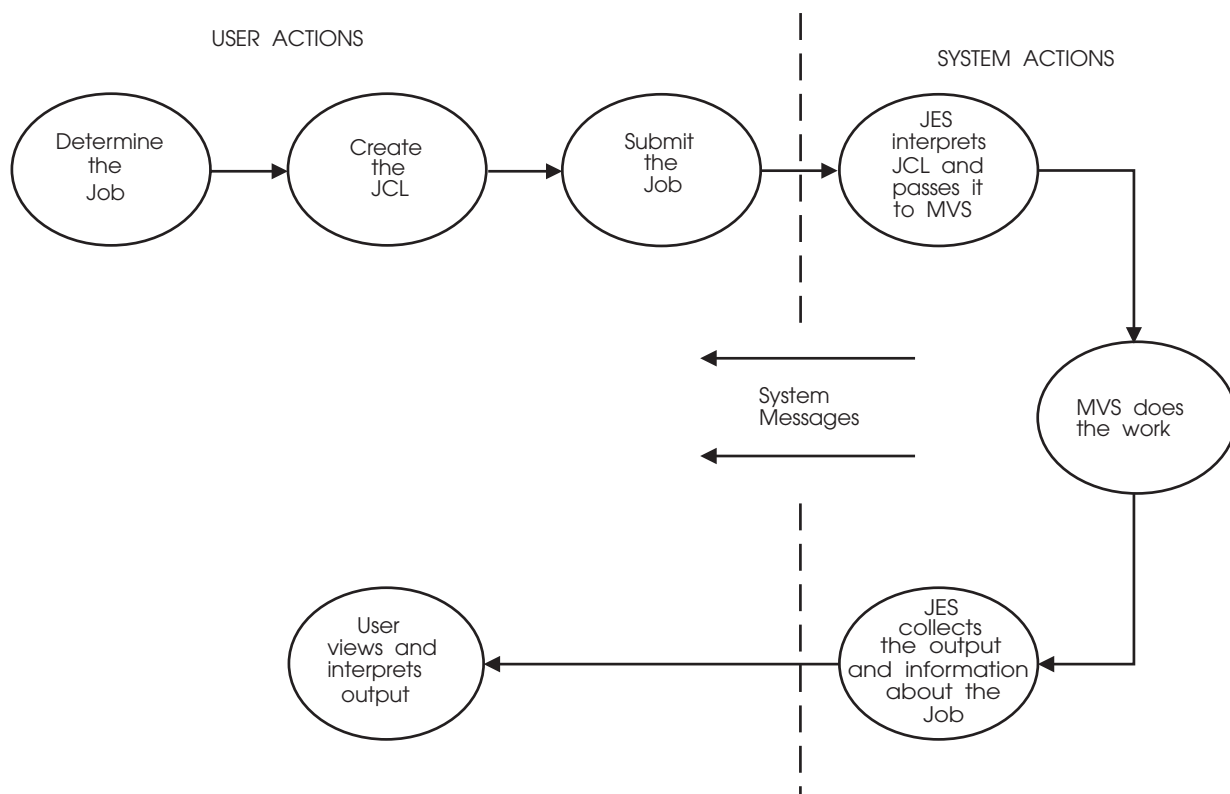 USER ACTIONS
SYSTEM ACTIONS
Determine
the
Job
Create
the
JCL
Submit
the
Job
JES
interprets
JCL and
passes it
to MVS
System
Messages
MVS does
the work
User
views and
interprets
output
JES
collects
the output
and information
about the
Job